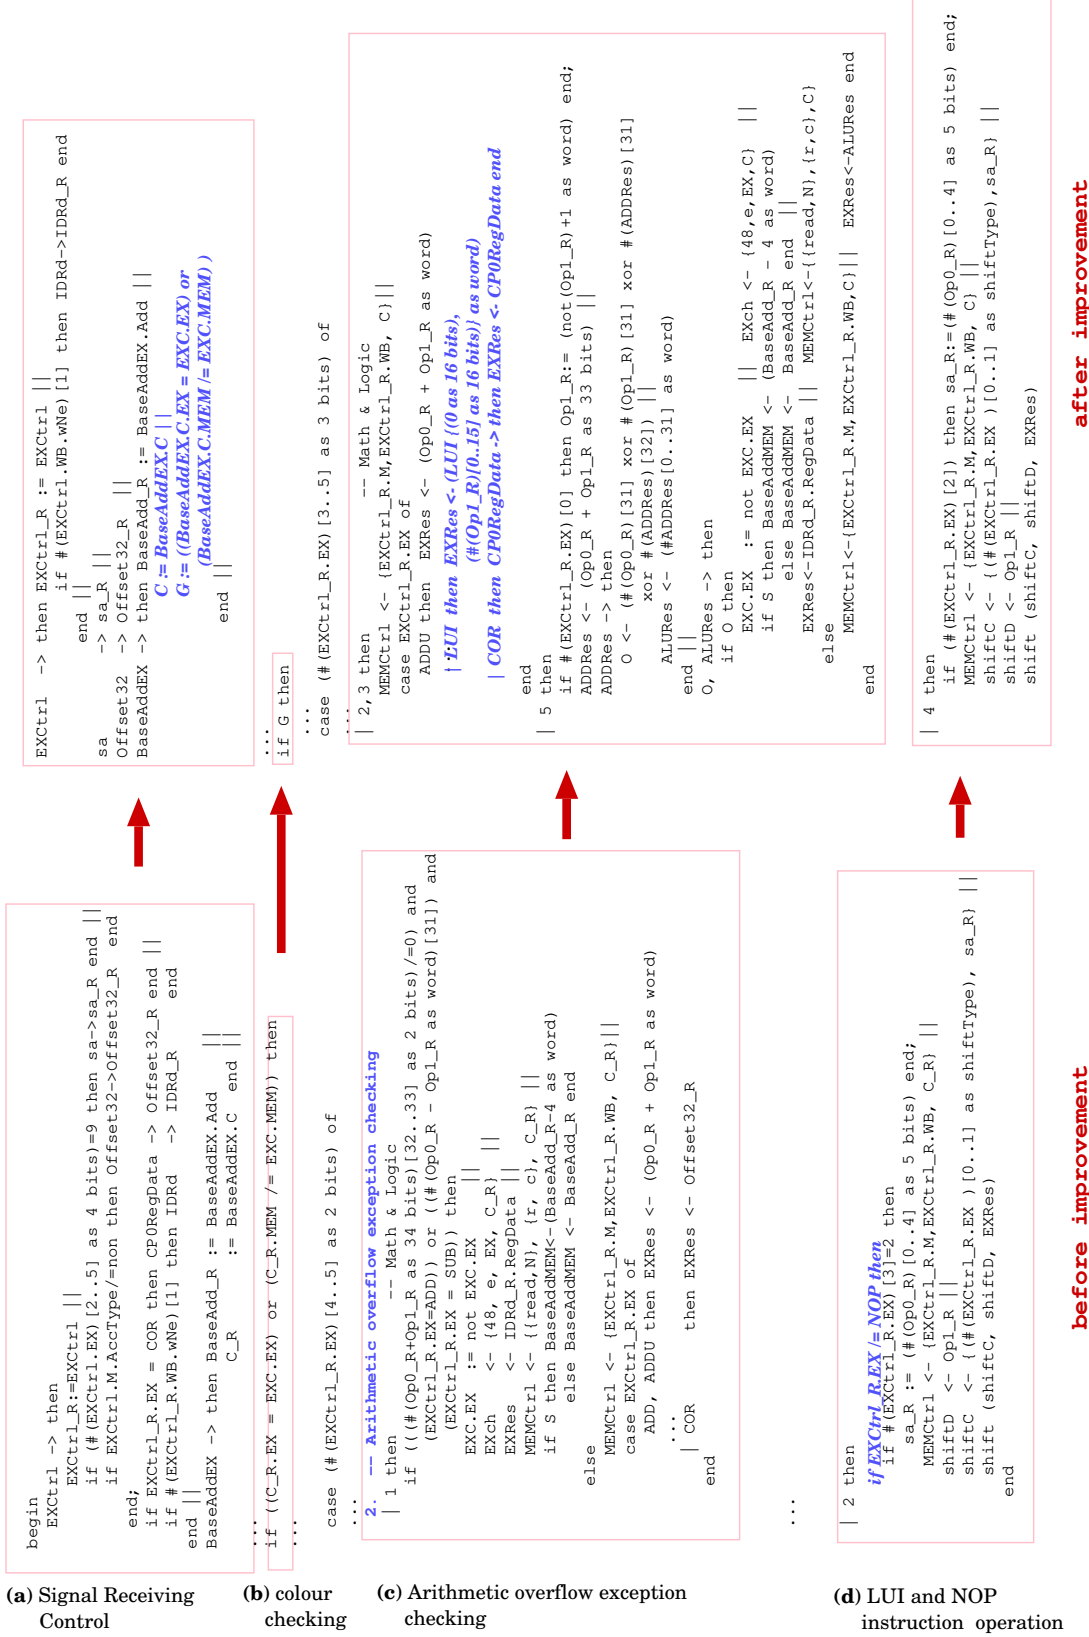 begin
EXCtrl -> then
EXCtrl_R:=EXCtrl ||
if (#(EXCtrl.EX)[2..5] as 4 bits)=9 then sa->sa_R end ||
if EXCtrl.M.AccType/=non then Offset32->Offset32_R end
end;
if EXCtrl_R.EX = COR then CP0RegData -> Offset32_R end ||
if #(EXCtrl_R.WB.wNe)[1] then IDRd -> IDRd_R end
end ||
BaseAddEX -> then BaseAdd_R := BaseAddEX.Add ||
C_R := BaseAddEX.C end ||
...
if ((C_R.EX = EXC.EX) or (C_R.MEM /= EXC.MEM)) then
...
case (#(EXCtrl_R.EX)[4..5] as 2 bits) of
...
2. -- Arithmetic overflow exception checking
| 1 then -- Math & Logic
if ((((#(Op0_R+Op1_R as 34 bits)[32..33] as 2 bits)/=0) and
(EXCtrl_R.EX=ADD)) or ((#(Op0_R - Op1_R as word)[31]) and
(EXCtrl_R.EX = SUB)) then
EXC.EX := not EXC.EX ||
EXch <- {48, e, EX, C_R} ||
EXRes <- IDRd_R.RegData ||
MEMCtrl <- {{read,N}, {r, c}, C_R} ||
if S then BaseAddMEM<-(BaseAdd_R-4 as word)
else BaseAddMEM <- BaseAdd_R end
else
MEMCtrl <- {EXCtrl_R.M,EXCtrl_R.WB, C_R}||
case EXCtrl_R.EX of
ADD, ADDU then EXRes <- (Op0_R + Op1_R as word)
...
| COR then EXRes <- Offset32_R
end
...
| 2 then
if EXCtrl_R.EX /= NOP then
if #(EXCtrl_R.EX)[3]=2 then
sa_R := (#(Op0_R)[0..4] as 5 bits) end;
MEMCtrl <- {EXCtrl_R.M,EXCtrl_R.WB, C_R} ||
shiftD <- Op1_R ||
shiftC <- {(#(EXCtrl_R.EX )[0..1] as shiftType), sa_R} ||
shift (shiftC, shiftD, EXRes)
end
before improvement
EXCtrl -> then EXCtrl_R := EXCtrl ||
if #(EXCtrl.WB.wNe)[1] then IDRd->IDRd_R end
end ||
sa -> sa_R ||
Offset32 -> Offset32_R ||
BaseAddEX -> then BaseAdd_R := BaseAddEX.Add ||
C := BaseAddEX.C ||
G := ((BaseAddEX.C.EX = EXC.EX) or
(BaseAddEX.C.MEM /= EXC.MEM) )
end ||
...
if G then
...
case (#(EXCtrl_R.EX)[3..5] as 3 bits) of
...
| 2,3 then -- Math & Logic
MEMCtrl <- {EXCtrl_R.M,EXCtrl_R.WB, C}||
case EXCtrl_R.EX of
ADDU then EXRes <- (Op0_R + Op1_R as word)
| LUI then EXRes <- (LUI {(0 as 16 bits),
(#(Op1_R)[0..15] as 16 bits)} as word)
| COR then CP0RegData -> then EXRes <- CP0RegData end
end
| 5 then
if #(EXCtrl_R.EX)[0] then Op1_R:= (not(Op1_R)+1 as word) end;
ADDRes <- (Op0_R + Op1_R as 33 bits) ||
ADDRes -> then
O <- (#(Op0_R)[31] xor #(Op1_R)[31] xor #(ADDRes)[31]
xor #(ADDRes)[32]) ||
ALURes <- (#ADDRes[0..31] as word)
end ||
O, ALURes -> then
if O then
EXC.EX := not EXC.EX || EXch <- {48,e,EX,C} ||
if S then BaseAddMEM <- (BaseAdd_R - 4 as word)
else BaseAddMEM <- BaseAdd_R end ||
EXRes<-IDRd_R.RegData || MEMCtrl<-{{read,N},{r,c},C}
else
MEMCtrl<-{EXCtrl_R.M,EXCtrl_R.WB,C}|| EXRes<-ALURes end
end
| 4 then
if (#(EXCtrl_R.EX)[2]) then sa_R:=(#(Op0_R)[0..4] as 5 bits) end;
MEMCtrl <- {EXCtrl_R.M,EXCtrl_R.WB, C} ||
shiftC <- {(#(EXCtrl_R.EX )[0..1] as shiftType),sa_R} ||
shiftD <- Op1_R ||
shift (shiftC, shiftD, EXRes)
after improvement
(a) Signal Receiving
Control
(b) colour
checking
(c) Arithmetic overflow exception
checking
(d) LUI and NOP
instruction operation